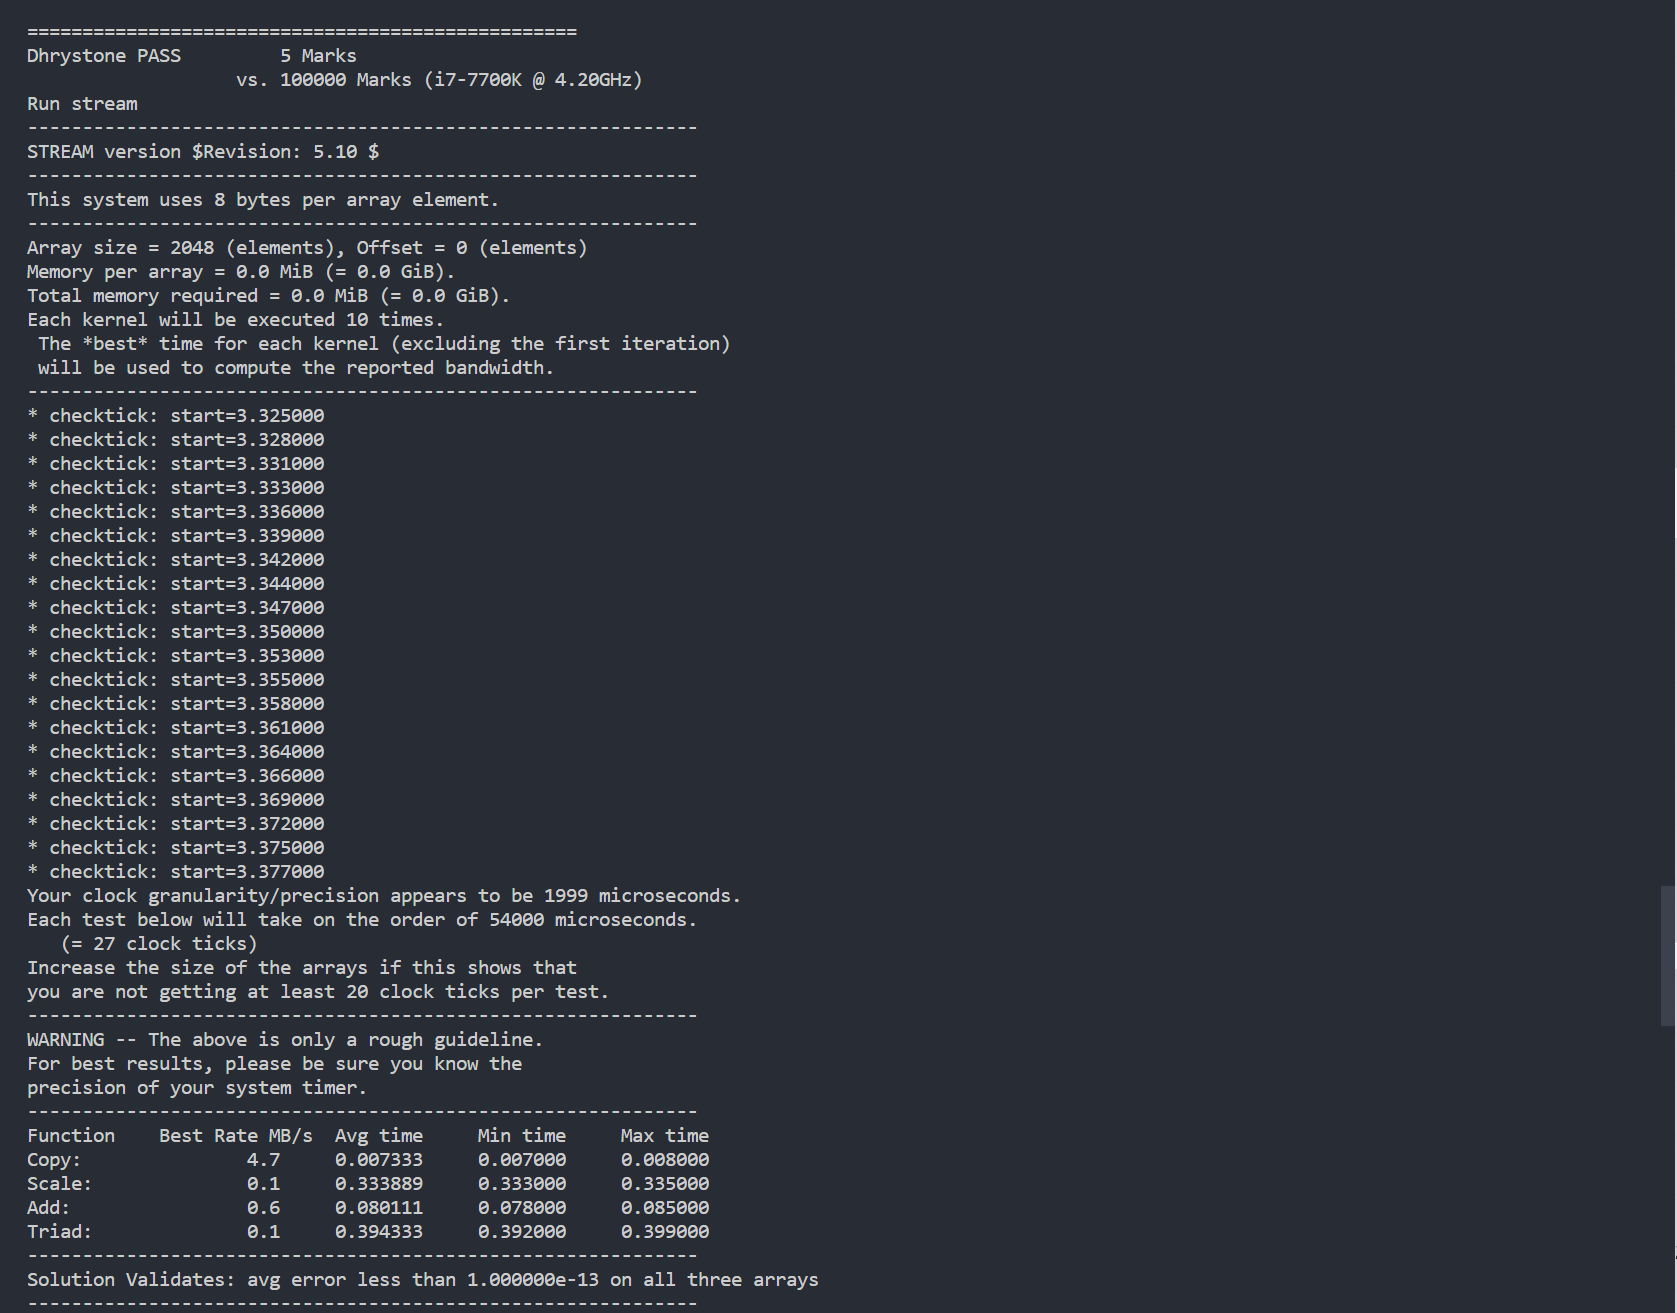 ==================================================
Dhrystone PASS         5 Marks
                   vs. 100000 Marks (i7-7700K @ 4.20GHz)
Run stream
-------------------------------------------------------------
STREAM version $Revision: 5.10 $
-------------------------------------------------------------
This system uses 8 bytes per array element.
-------------------------------------------------------------
Array size = 2048 (elements), Offset = 0 (elements)
Memory per array = 0.0 MiB (= 0.0 GiB).
Total memory required = 0.0 MiB (= 0.0 GiB).
Each kernel will be executed 10 times.
 The *best* time for each kernel (excluding the first iteration)
 will be used to compute the reported bandwidth.
-------------------------------------------------------------
* checktick: start=3.325000
* checktick: start=3.328000
* checktick: start=3.331000
* checktick: start=3.333000
* checktick: start=3.336000
* checktick: start=3.339000
* checktick: start=3.342000
* checktick: start=3.344000
* checktick: start=3.347000
* checktick: start=3.350000
* checktick: start=3.353000
* checktick: start=3.355000
* checktick: start=3.358000
* checktick: start=3.361000
* checktick: start=3.364000
* checktick: start=3.366000
* checktick: start=3.369000
* checktick: start=3.372000
* checktick: start=3.375000
* checktick: start=3.377000
Your clock granularity/precision appears to be 1999 microseconds.
Each test below will take on the order of 54000 microseconds.
   (= 27 clock ticks)
Increase the size of the arrays if this shows that
you are not getting at least 20 clock ticks per test.
-------------------------------------------------------------
WARNING -- The above is only a rough guideline.
For best results, please be sure you know the
precision of your system timer.
-------------------------------------------------------------
Function    Best Rate MB/s  Avg time     Min time     Max time
Copy:               4.7     0.007333     0.007000     0.008000
Scale:              0.1     0.333889     0.333000     0.335000
Add:                0.6     0.080111     0.078000     0.085000
Triad:              0.1     0.394333     0.392000     0.399000
-------------------------------------------------------------
Solution Validates: avg error less than 1.000000e-13 on all three arrays
-------------------------------------------------------------